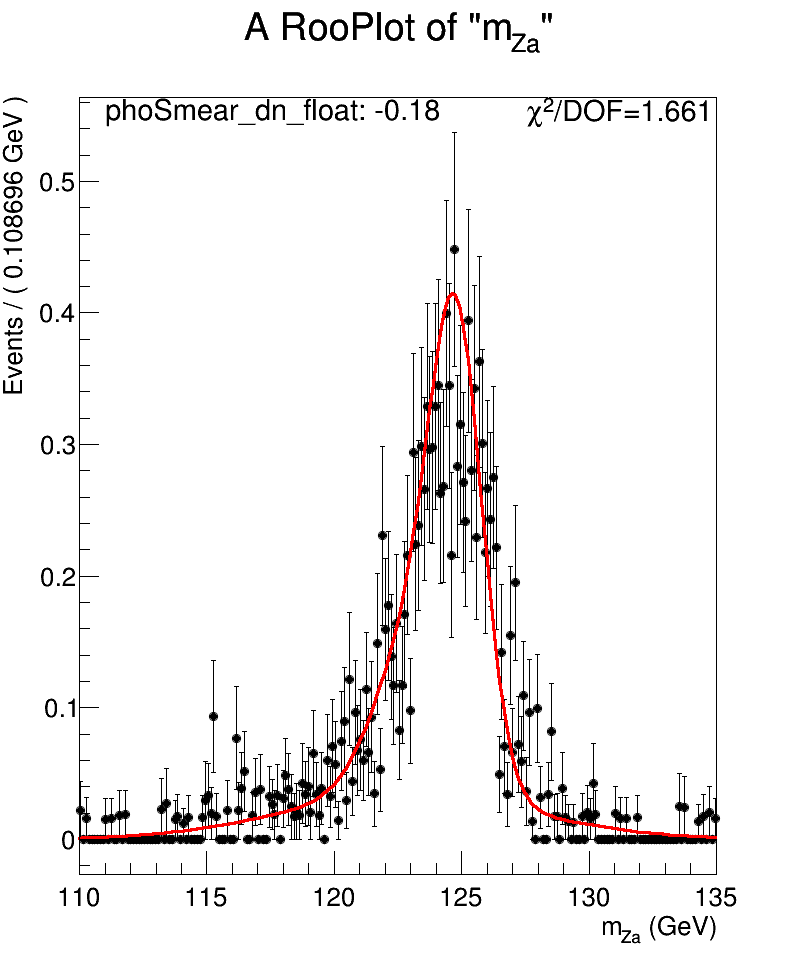 A RooPlot of "m_Za"
phoSmear_dn_float: -0.18
χ²/DOF=1.661
Events / ( 0.108696 GeV )
0.5
0.4
0.3
0.2
0.1
0
110 115 120 125 130 135
m_Za (GeV)